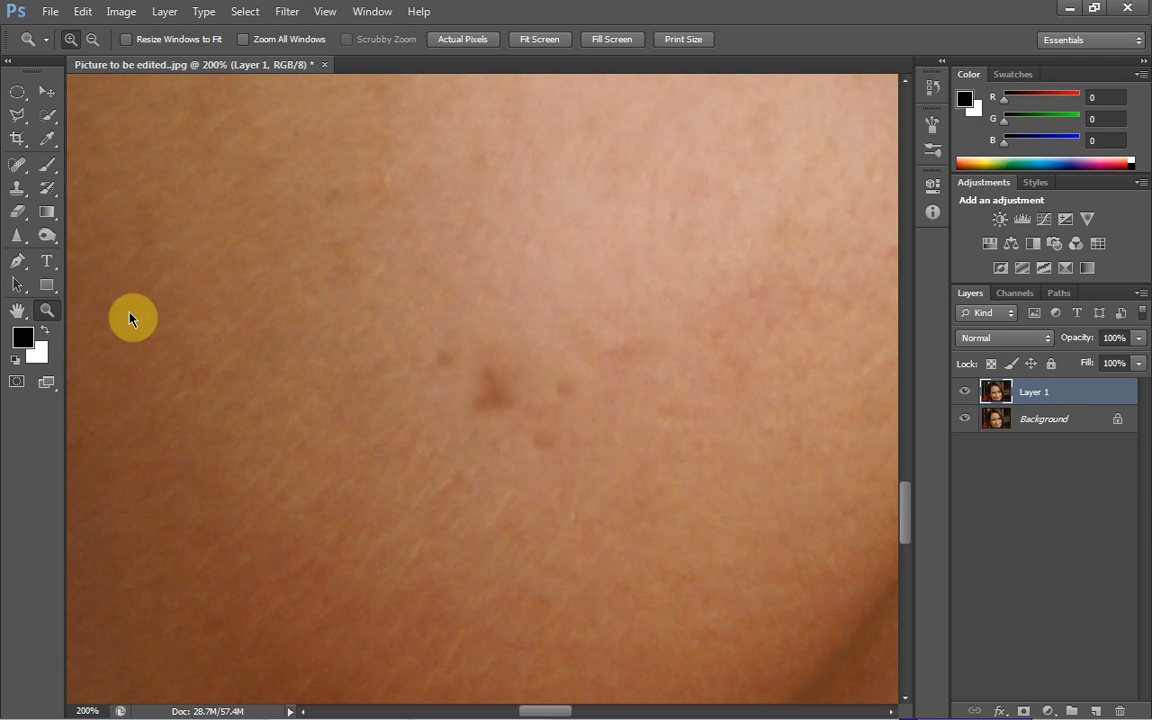 Ps File Edit Image Layer Type Select Filter View Window Help
Resize Windows to Fit Zoom All Windows Scrubby Zoom Actual Pixels Fit Screen Fill Screen Print Size Essentials
Picture to be edited..jpg @ 200% (Layer 1, RGB/8) * ×
Color Swatches
R 0
G 0
B 0
Adjustments Styles
Add an adjustment
Layers Channels Paths
Kind
Normal Opacity: 100%
Lock: Fill: 100%
Layer 1
Background
200% Doc: 28.7M/57.4M